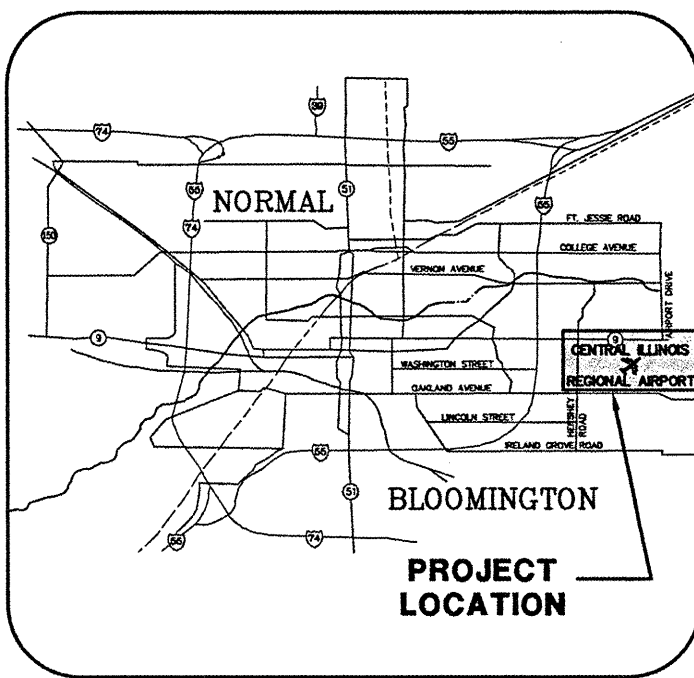 39
74
55
55
51
NORMAL
55
74
55
FT. JESSIE ROAD
COLLEGE AVENUE
150
VERNON AVENUE
AIRPORT DRIVE
9
9
CENTRAL ILLINOIS
REGIONAL AIRPORT
WASHINGTON STREET
OAKLAND AVENUE
LINCOLN STREET
HERSHEY
ROAD
IRELAND GROVE ROAD
55
51
BLOOMINGTON
55
74
PROJECT
LOCATION